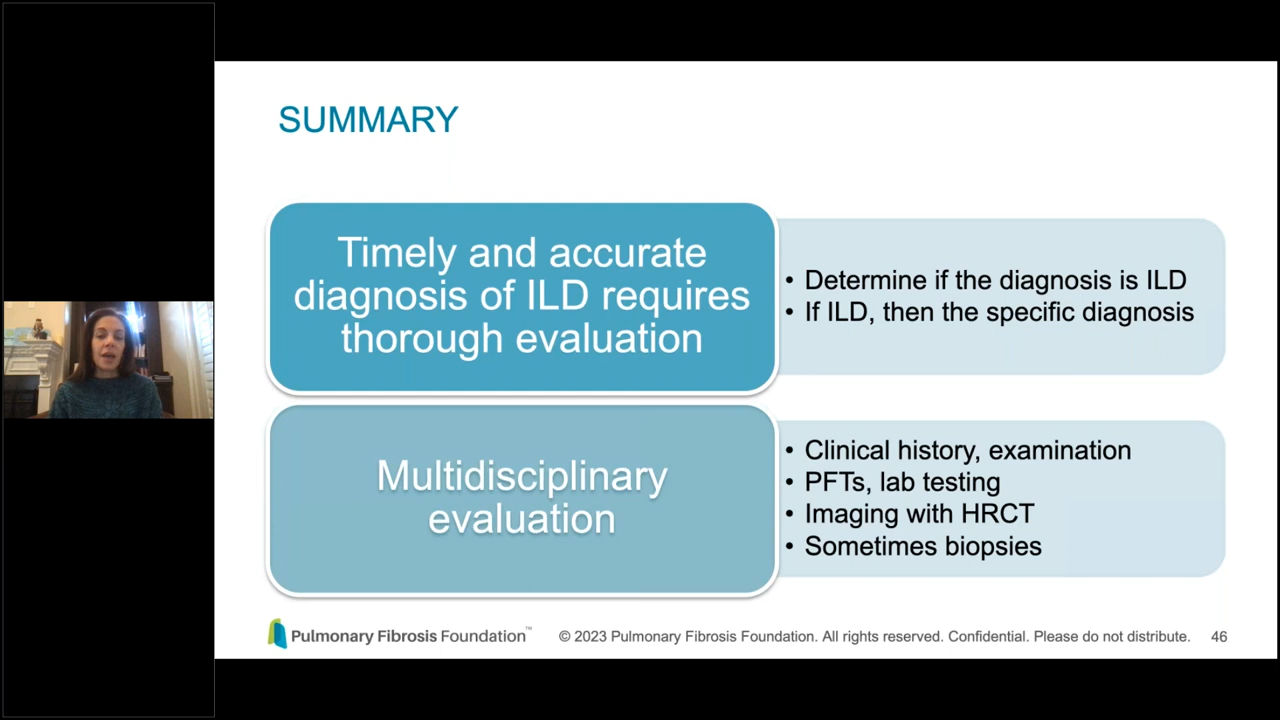 SUMMARY
Timely and accurate
diagnosis of ILD requires
thorough evaluation
• Determine if the diagnosis is ILD
• If ILD, then the specific diagnosis
Multidisciplinary
evaluation
• Clinical history, examination
• PFTs, lab testing
• Imaging with HRCT
• Sometimes biopsies
Pulmonary Fibrosis Foundation™ © 2023 Pulmonary Fibrosis Foundation. All rights reserved. Confidential. Please do not distribute. 46